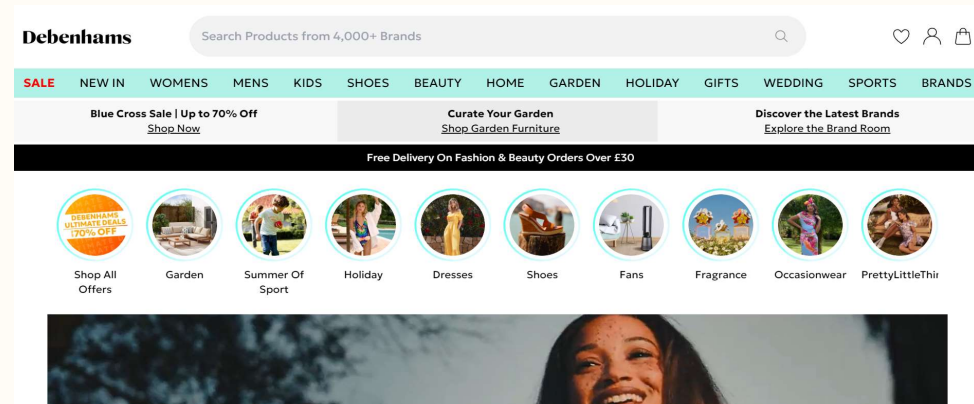 Debenhams
Search Products from 4,000+ Brands
SALE NEW IN WOMENS MENS KIDS SHOES BEAUTY HOME GARDEN HOLIDAY GIFTS WEDDING SPORTS BRANDS
Blue Cross Sale | Up to 70% Off
Shop Now
Curate Your Garden
Shop Garden Furniture
Discover the Latest Brands
Explore the Brand Room
Free Delivery On Fashion & Beauty Orders Over £30
DEBENHAMS
ULTIMATE DEALS
70% OFF
Shop All
Offers
Garden
Summer Of
Sport
Holiday
Dresses
Shoes
Fans
Fragrance
Occasionwear
PrettyLittleThin